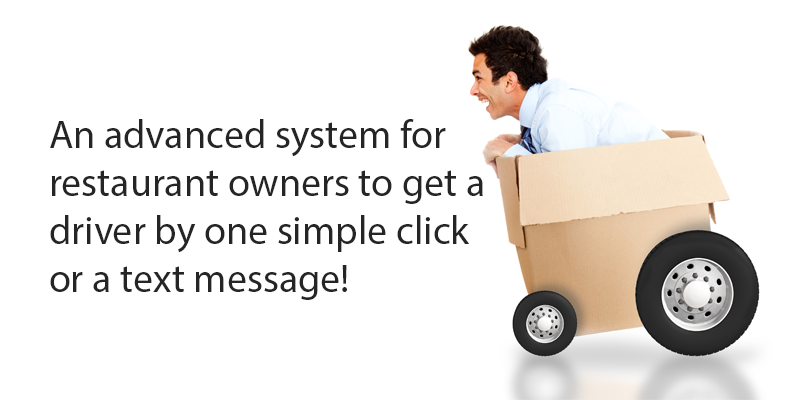 An advanced system for
restaurant owners to get a
driver by one simple click
or a text message!